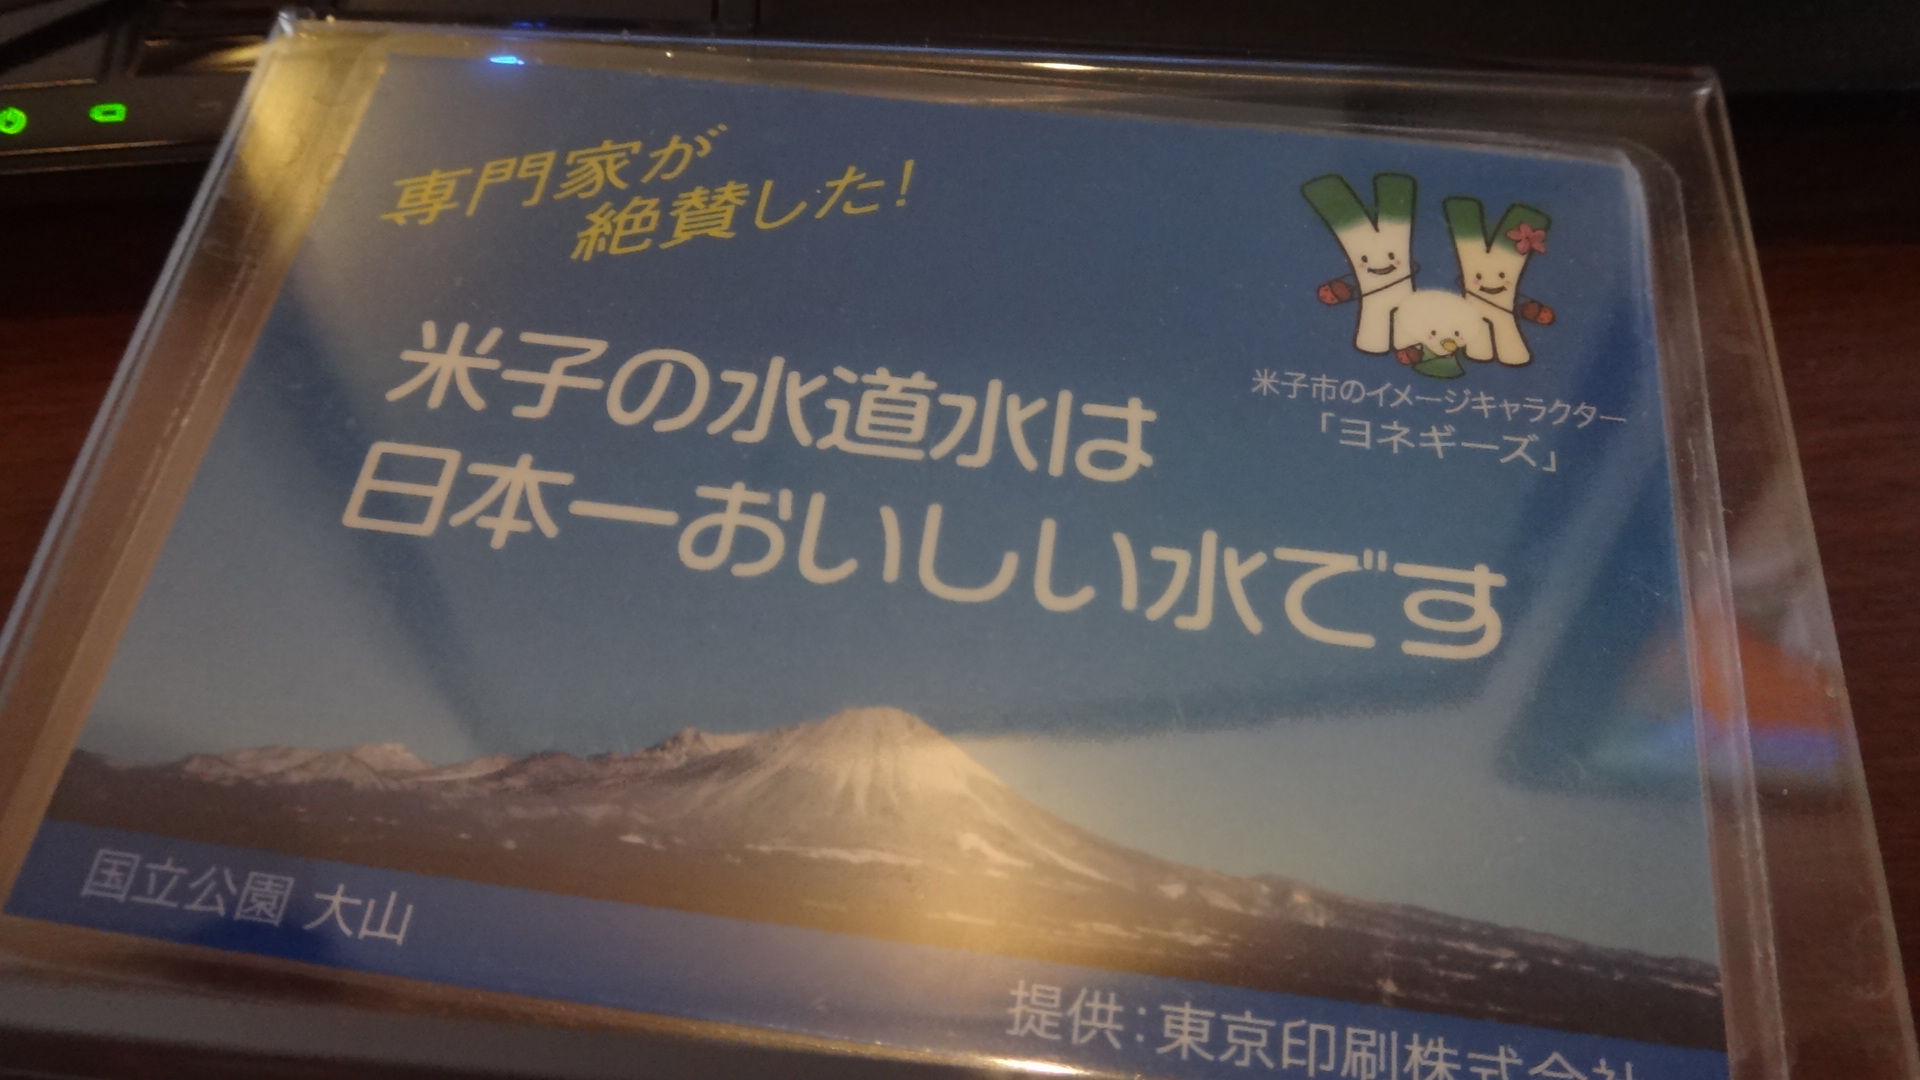 専門家が
絶賛した!
米子の水道水は
日本一おいしい水です
米子市のイメージキャラクター
「ヨネギーズ」
国立公園 大山
提供:東京印刷株式会社